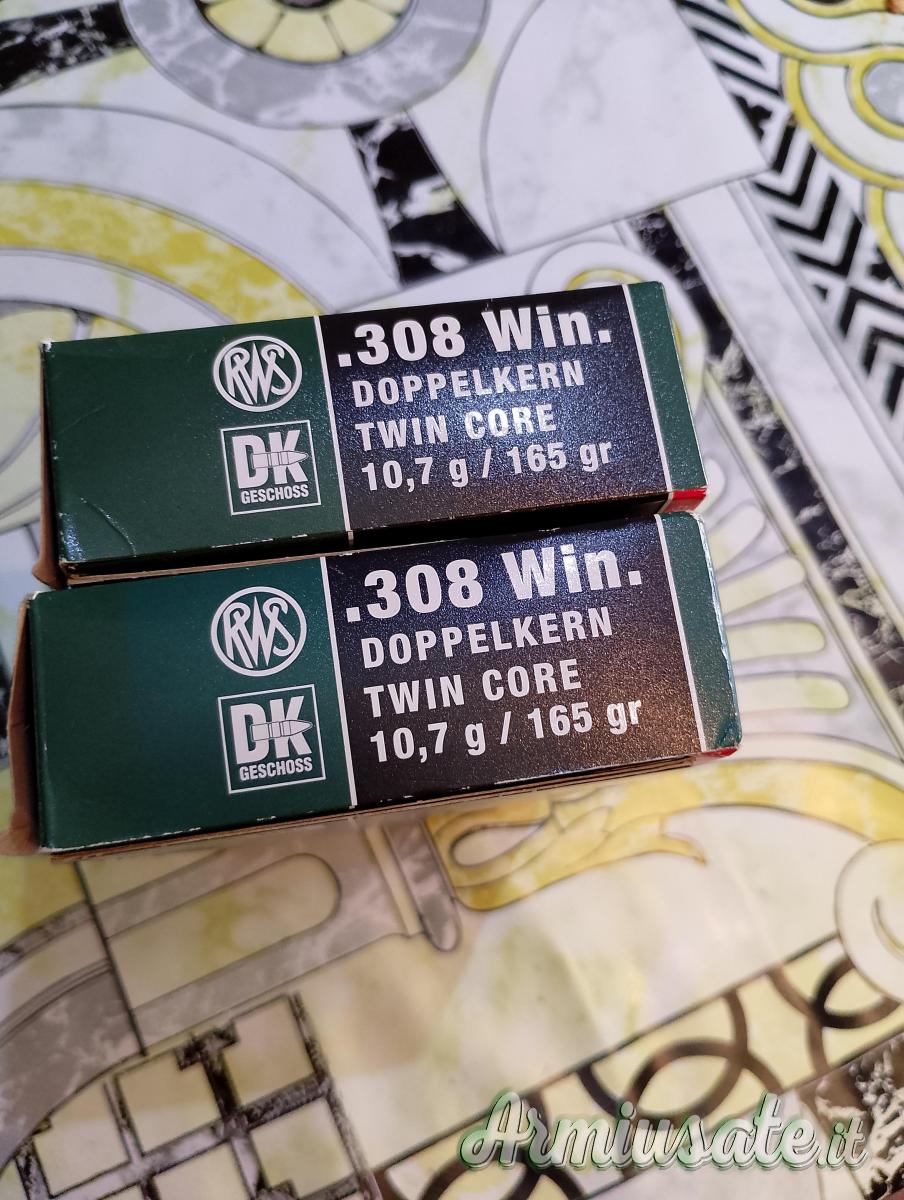 RWS
DK
GESCHOSS
.308 Win.
DOPPELKERN
TWIN CORE
10,7 g / 165 gr
RWS
DK
GESCHOSS
.308 Win.
DOPPELKERN
TWIN CORE
10,7 g / 165 gr
Armiusate.it